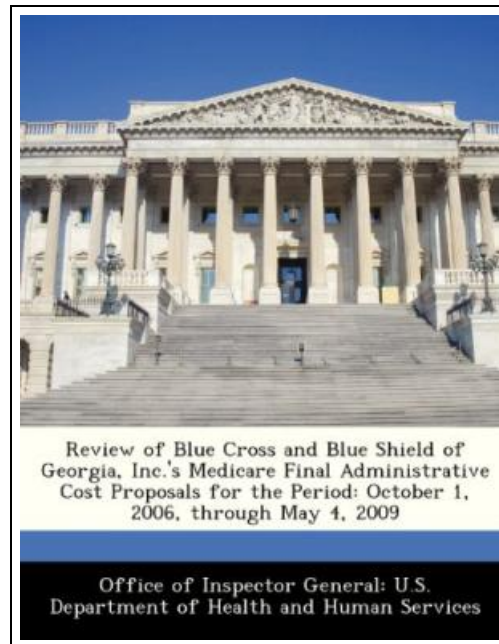 Review of Blue Cross and Blue Shield of
Georgia, Inc.'s Medicare Final Administrative
Cost Proposals for the Period: October 1,
2006, through May 4, 2009
Office of Inspector General: U.S.
Department of Health and Human Services